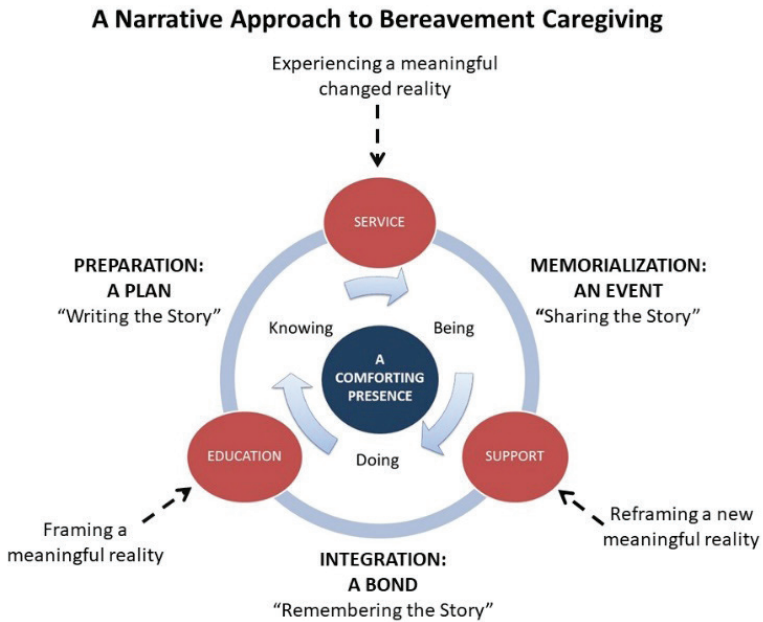 A Narrative Approach to Bereavement Caregiving
Experiencing a meaningful
changed reality
SERVICE
PREPARATION:
A PLAN
“Writing the Story”
MEMORIALIZATION:
AN EVENT
“Sharing the Story”
Knowing
Being
A
COMFORTING
PRESENCE
Doing
EDUCATION
SUPPORT
Framing a
meaningful reality
Reframing a new
meaningful reality
INTEGRATION:
A BOND
“Remembering the Story”